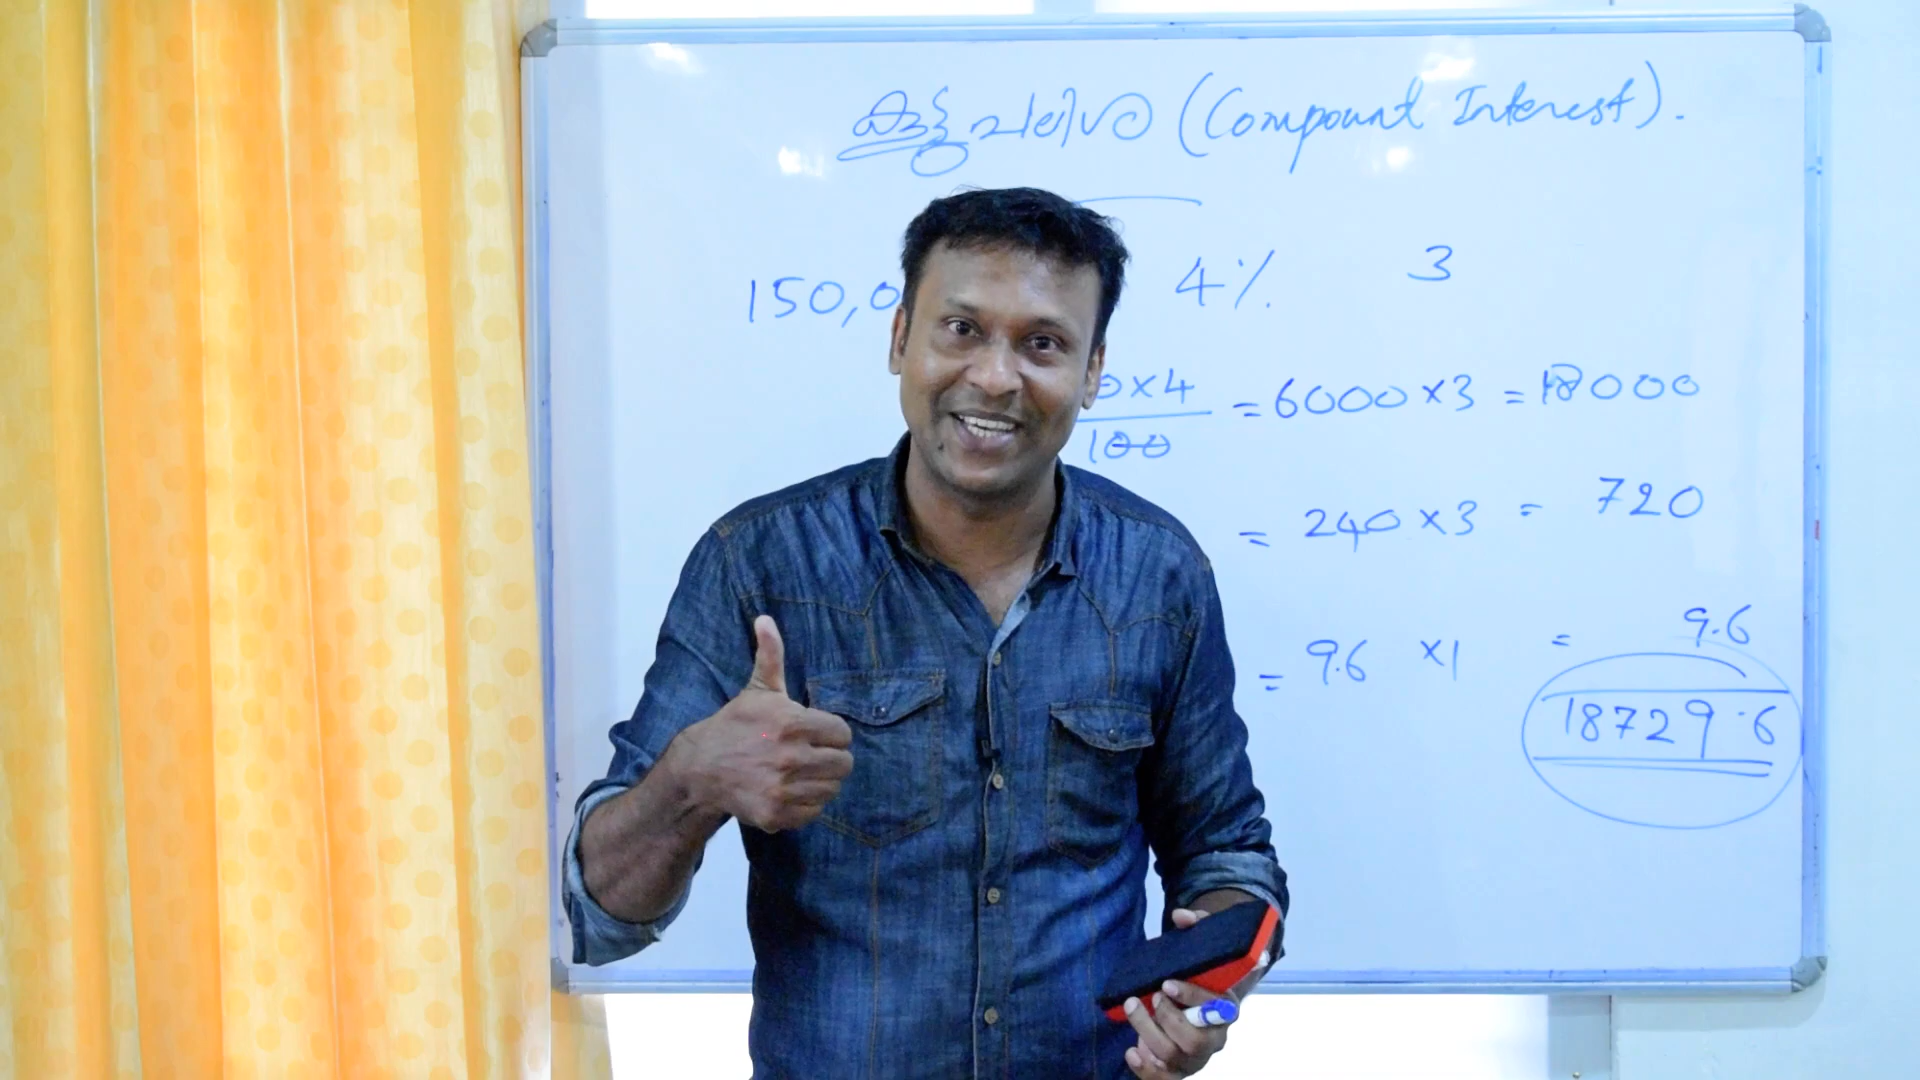 കൂട്ടുപലിശ (Compound Interest).
150,0 4% 3
0×4 = 6000 ×3 = 18000
100
= 240 ×3 = 720
= 9.6 ×1 = 9.6
18729.6